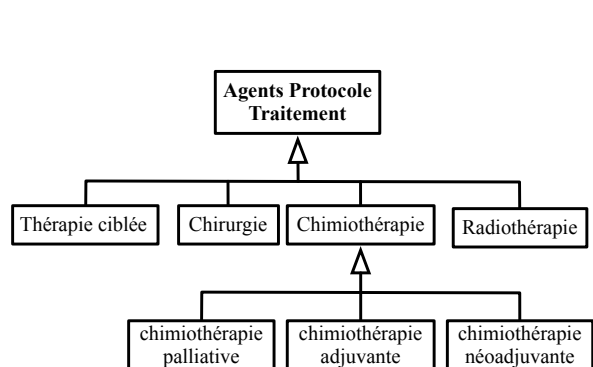 Agents Protocole
Traitement
Thérapie ciblée
Chirurgie
Chimiothérapie
Radiothérapie
chimiothérapie
palliative
chimiothérapie
adjuvante
chimiothérapie
néoadjuvante